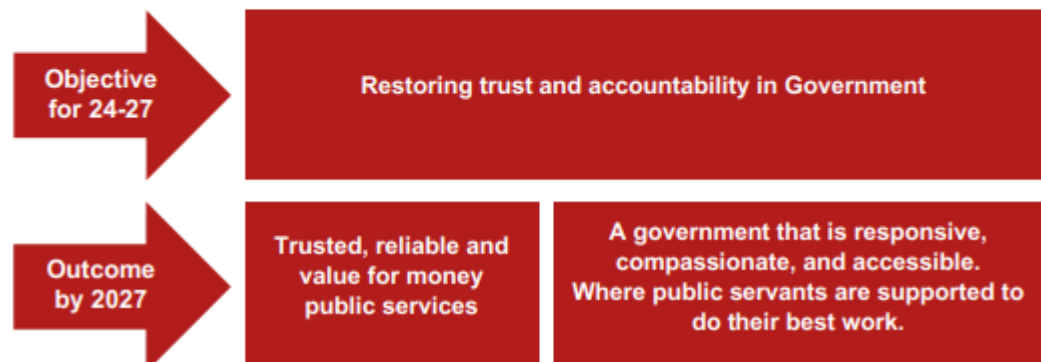 Objective
for 24-27
Restoring trust and accountability in Government
Outcome
by 2027
Trusted, reliable and
value for money
public services
A government that is responsive,
compassionate, and accessible.
Where public servants are supported to
do their best work.